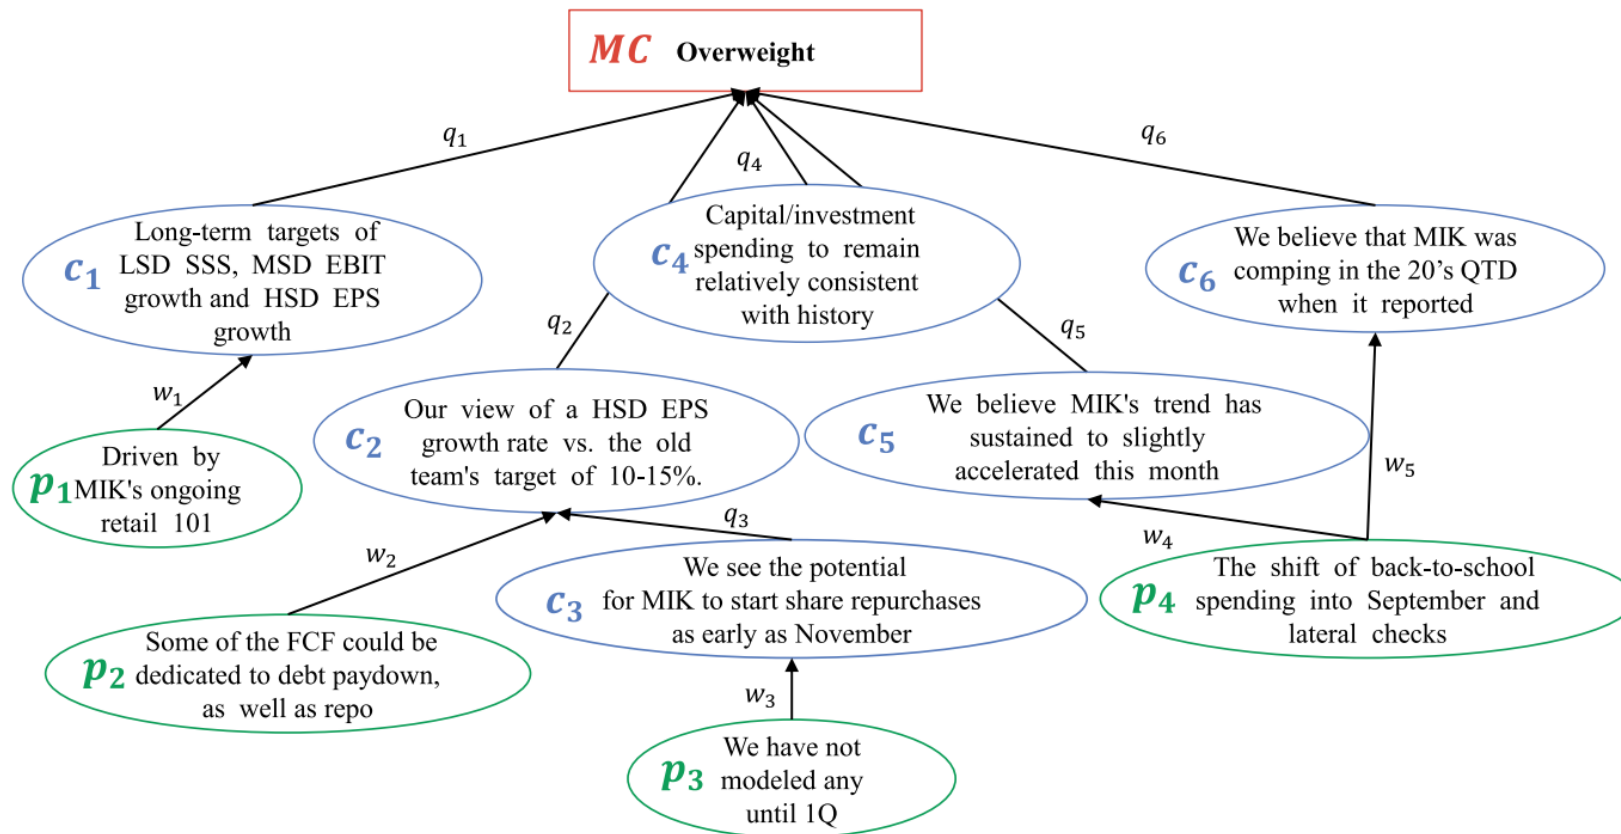 MC Overweight
q1
q4
q6
c1
Long-term targets of
LSD SSS, MSD EBIT
growth and HSD EPS
growth
c4
Capital/investment
spending to remain
relatively consistent
with history
c6
We believe that MIK was
comping in the 20’s QTD
when it reported
q2
q5
w1
c2
Our view of a HSD EPS
growth rate vs. the old
team's target of 10-15%.
c5
We believe MIK's trend has
sustained to slightly
accelerated this month
w5
p1
Driven by
MIK's ongoing
retail 101
w2
q3
w4
c3
We see the potential
for MIK to start share repurchases
as early as November
p4
The shift of back-to-school
spending into September and
lateral checks
p2
Some of the FCF could be
dedicated to debt paydown,
as well as repo
w3
p3
We have not
modeled any
until 1Q